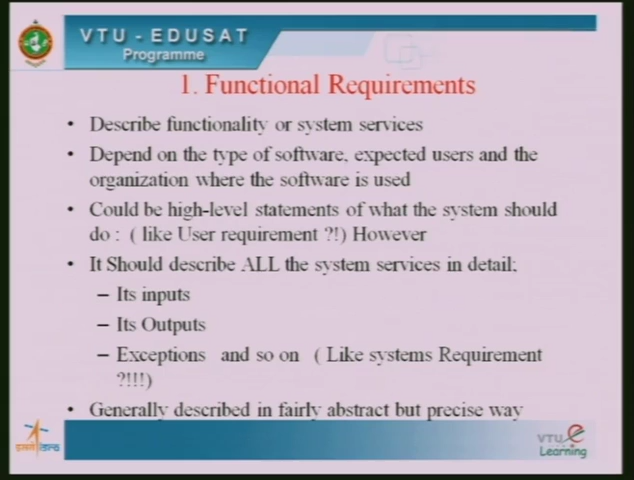 VTU - EDUSAT
Programme
1. Functional Requirements
• Describe functionality or system services
• Depend on the type of software, expected users and the
organization where the software is used
• Could be high-level statements of what the system should
do : ( like User requirement ?!) However
• It Should describe ALL the system services in detail;
– Its inputs
– Its Outputs
– Exceptions and so on ( Like systems Requirement
?!!!)
• Generally described in fairly abstract but precise way
VTU e
Learning